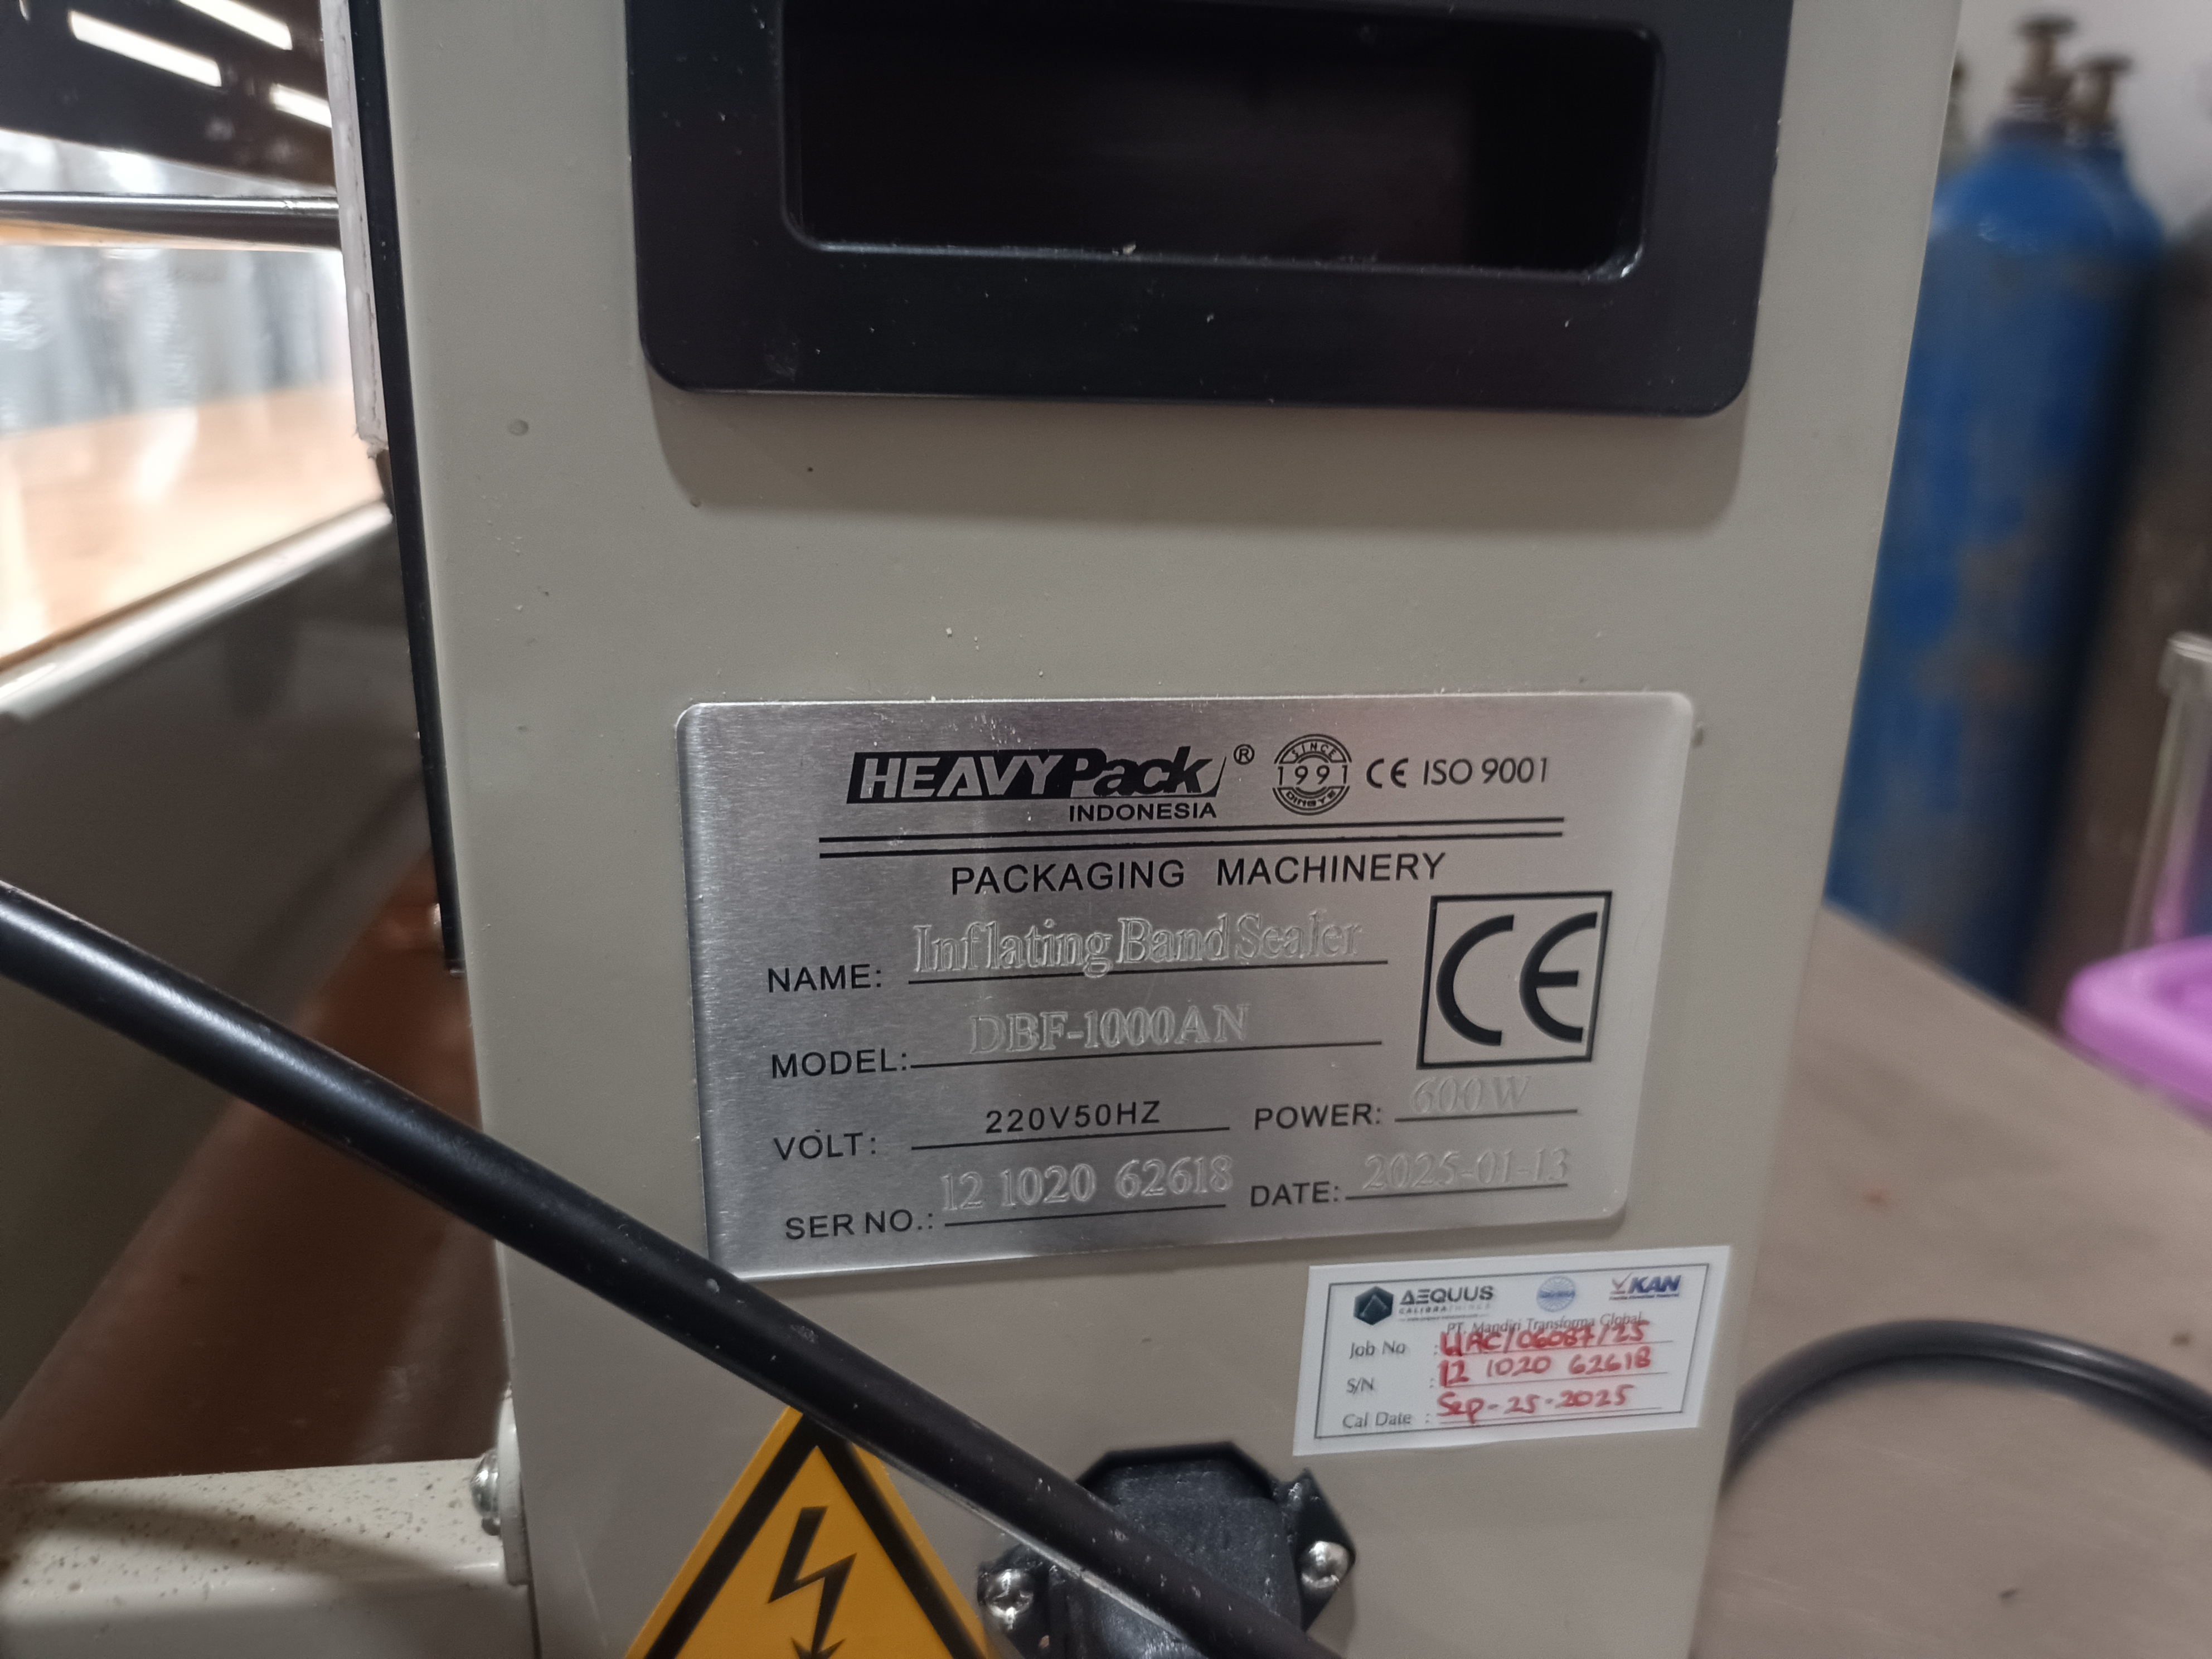 HEAVYPack® SINCE 1991 DINGYE CE ISO 9001
INDONESIA
PACKAGING MACHINERY
NAME: Inflating Band Sealer
CE
MODEL: DBF-1000AN
VOLT: 220V50HZ POWER: 600W
SER NO.: 12 1020 62618 DATE: 2025-01-13
AEQUUS KAN
PT. Mandiri Transforma Global
Job No :
S/N : 12 1020 62618
Cal Date : Sep-25-2025